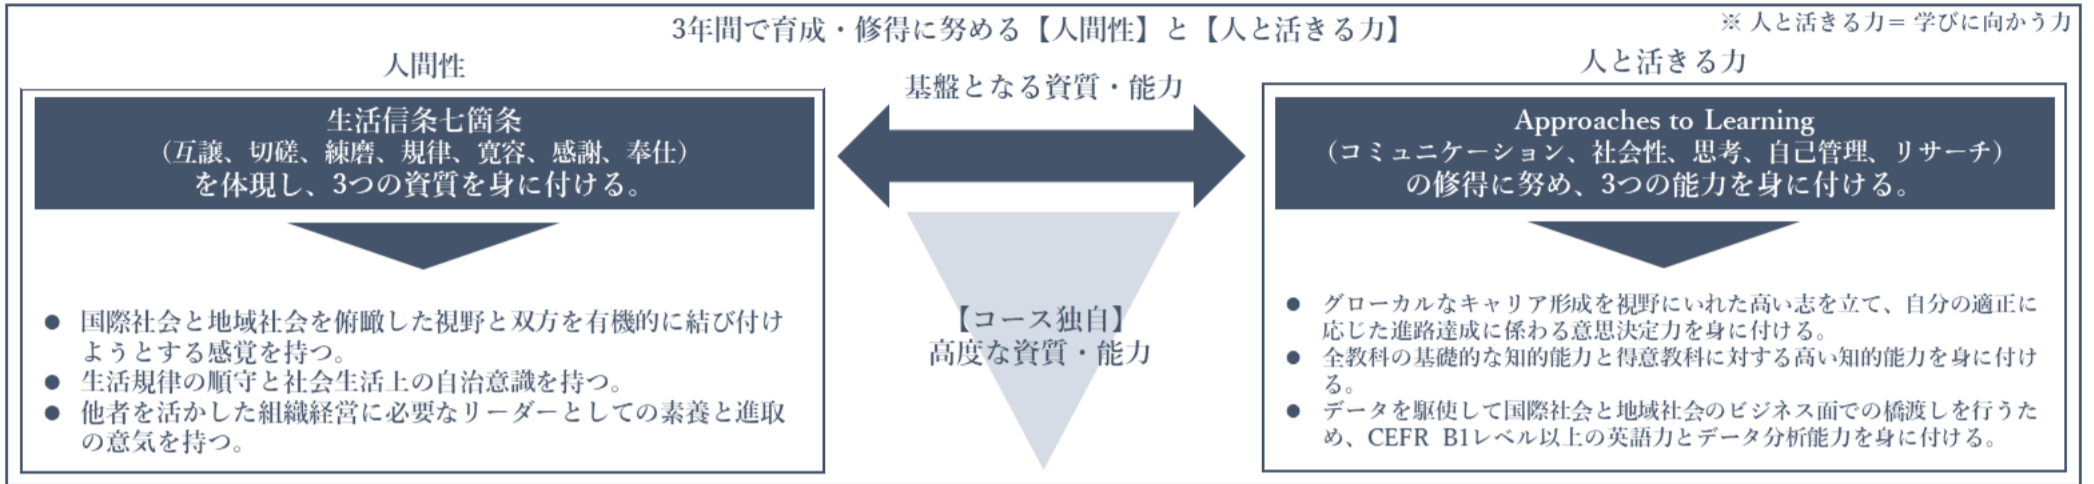 3年間で育成・修得に努める【人間性】と【人と活きる力】
※ 人と活きる力＝ 学びに向かう力
人間性
生活信条七箇条
（互譲、切磋、練磨、規律、寛容、感謝、奉仕）
を体現し、3つの資質を身に付ける。
● 国際社会と地域社会を俯瞰した視野と双方を有機的に結び付け
ようとする感覚を持つ。
● 生活規律の順守と社会生活上の自治意識を持つ。
● 他者を活かした組織経営に必要なリーダーとしての素養と進取
の意気を持つ。
基盤となる資質・能力
【コース独自】
高度な資質・能力
人と活きる力
Approaches to Learning
（コミュニケーション、社会性、思考、自己管理、リサーチ）
の修得に努め、3つの能力を身に付ける。
● グローカルなキャリア形成を視野にいれた高い志を立て、自分の適正に
応じた進路達成に係わる意思決定力を身に付ける。
● 全教科の基礎的な知的能力と得意教科に対する高い知的能力を身に付け
る。
● データを駆使して国際社会と地域社会のビジネス面での橋渡しを行うた
め、CEFR B1レベル以上の英語力とデータ分析能力を身に付ける。